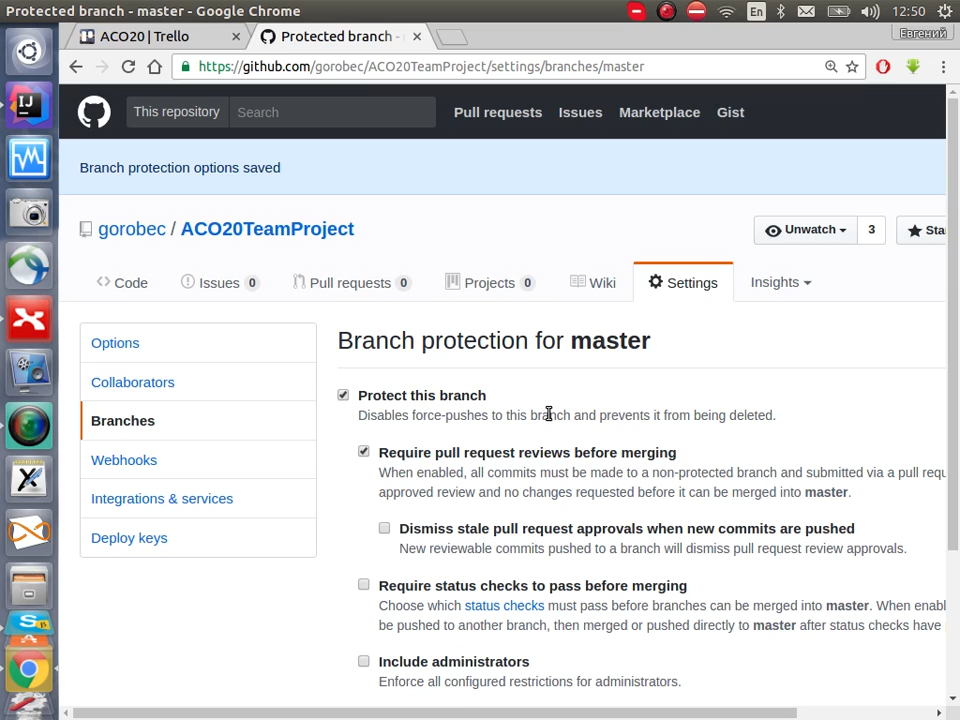 Protected branch - master - Google Chrome
En
12:50
ACO20 | Trello
Protected branch -
Евгений
https://github.com/gorobec/ACO20TeamProject/settings/branches/master
This repository
Search
Pull requests
Issues
Marketplace
Gist
Branch protection options saved
gorobec / ACO20TeamProject
Unwatch
3
Sta
Code
Issues 0
Pull requests 0
Projects 0
Wiki
Settings
Insights
Options
Collaborators
Branches
Webhooks
Integrations & services
Deploy keys
Branch protection for master
Protect this branch
Disables force-pushes to this branch and prevents it from being deleted.
Require pull request reviews before merging
When enabled, all commits must be made to a non-protected branch and submitted via a pull requ
approved review and no changes requested before it can be merged into master.
Dismiss stale pull request approvals when new commits are pushed
New reviewable commits pushed to a branch will dismiss pull request review approvals.
Require status checks to pass before merging
Choose which status checks must pass before branches can be merged into master. When enabl
be pushed to another branch, then merged or pushed directly to master after status checks have
Include administrators
Enforce all configured restrictions for administrators.
IJ